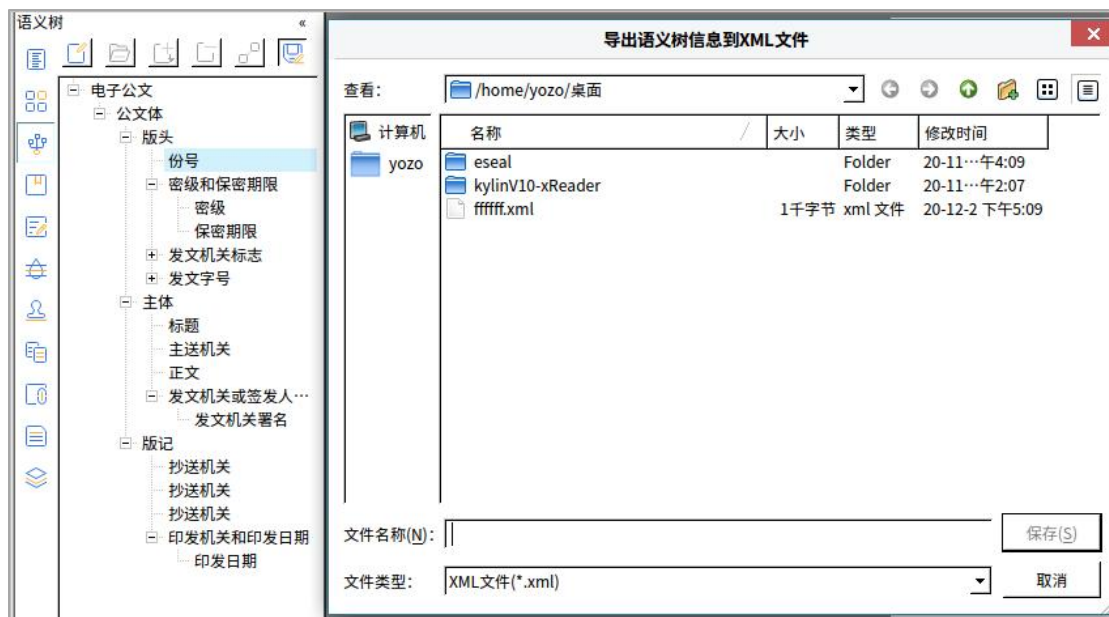 语义树 «
电子公文
公文体
版头
份号
密级和保密期限
密级
保密期限
发文机关标志
发文字号
主体
标题
主送机关
正文
发文机关或签发人…
发文机关署名
版记
抄送机关
抄送机关
抄送机关
印发机关和印发日期
印发日期
导出语义树信息到XML文件
查看: /home/yozo/桌面
计算机
yozo
名称 大小 类型 修改时间
eseal Folder 20-11…午4:09
kylinV10-xReader Folder 20-11…午2:07
ffffff.xml 1千字节 xml 文件 20-12-2 下午5:09
文件名称(N): 保存(S)
文件类型: XML文件(*.xml) 取消